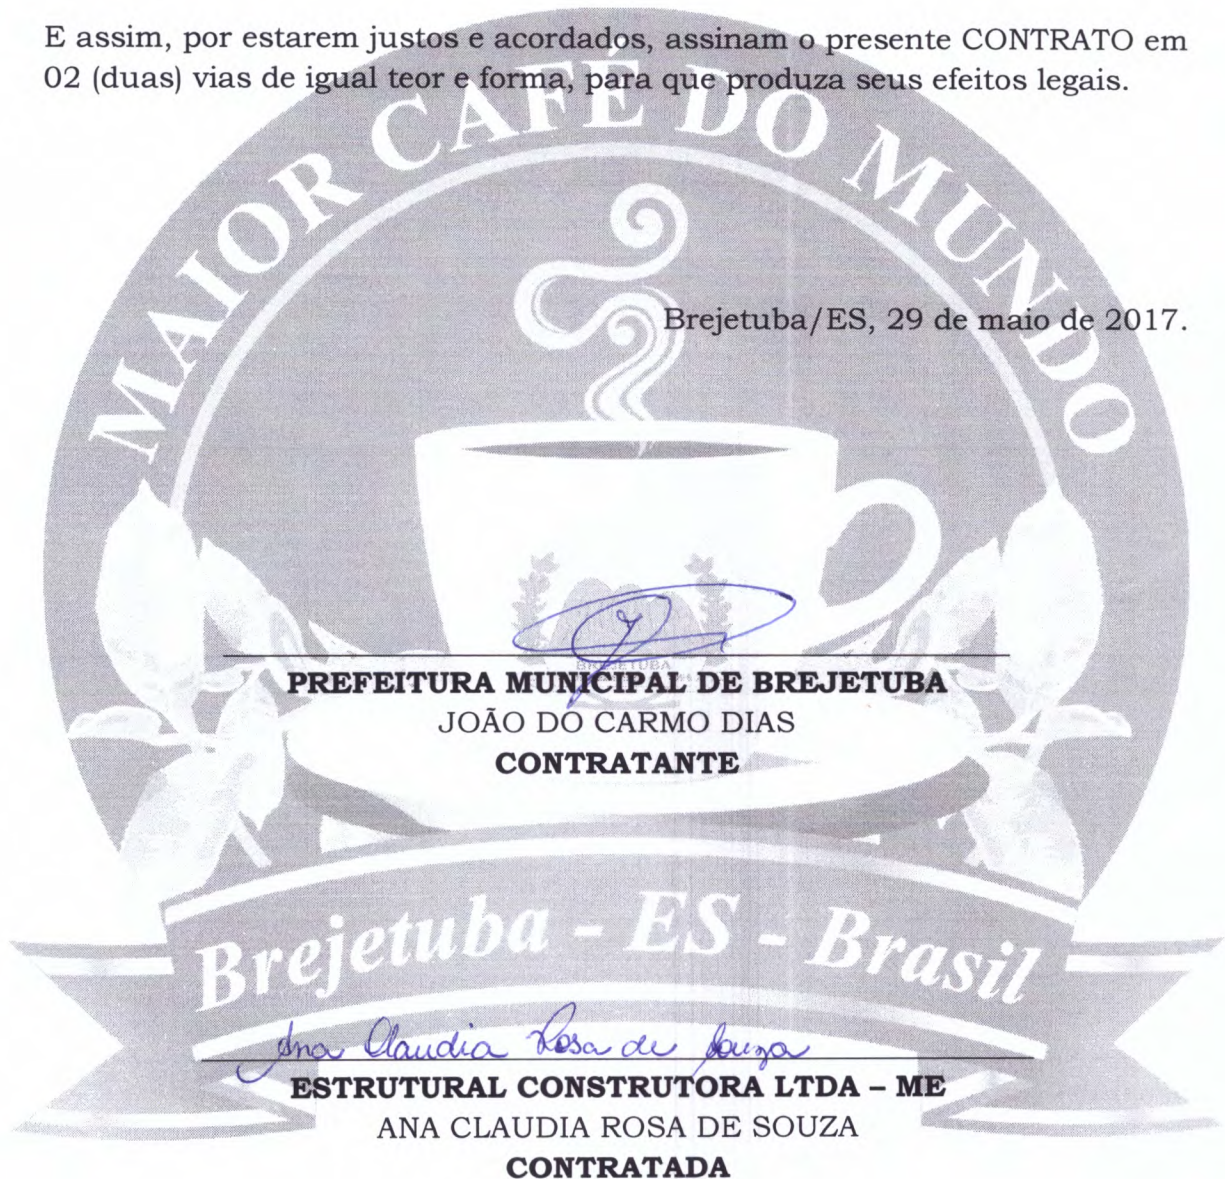 E assim, por estarem justos e acordados, assinam o presente CONTRATO em
02 (duas) vias de igual teor e forma, para que produza seus efeitos legais.
MAIOR CAFÉ DO MUNDO
Brejetuba/ES, 29 de maio de 2017.
BREJETUBA
PREFEITURA MUNICIPAL DE BREJETUBA
JOÃO DO CARMO DIAS
CONTRATANTE
Brejetuba - ES - Brasil
Ana Claudia Rosa de Souza
ESTRUTURAL CONSTRUTORA LTDA – ME
ANA CLAUDIA ROSA DE SOUZA
CONTRATADA